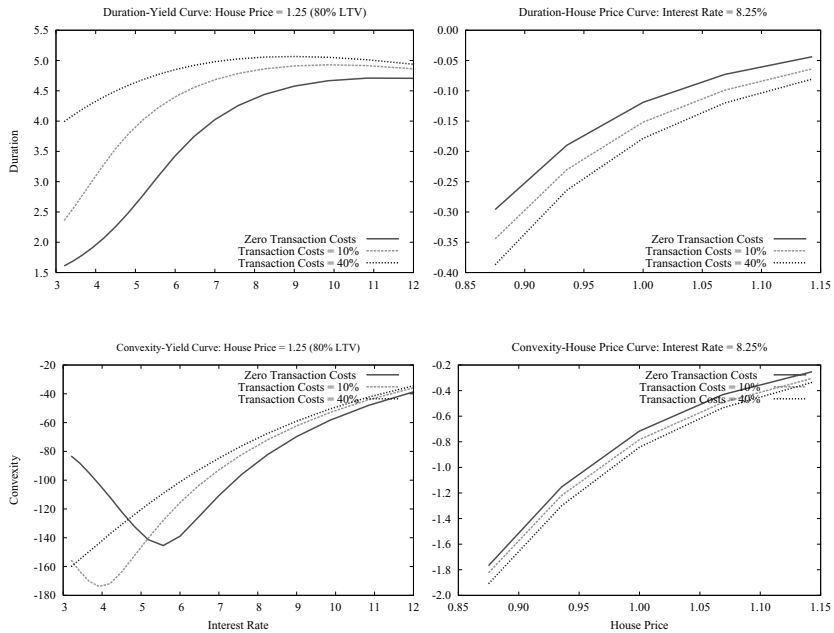 Duration-Yield Curve: House Price = 1.25 (80% LTV)
5.5
5.0
4.5
4.0
3.5
3.0
2.5
2.0
1.5
Duration
Zero Transaction Costs
Transaction Costs = 10%
Transaction Costs = 40%
3 4 5 6 7 8 9 10 11 12
Duration-House Price Curve: Interest Rate = 8.25%
0.00
-0.05
-0.10
-0.15
-0.20
-0.25
-0.30
-0.35
-0.40
Zero Transaction Costs
Transaction Costs = 10%
Transaction Costs = 40%
0.85 0.90 0.95 1.00 1.05 1.10 1.15
Convexity-Yield Curve: House Price = 1.25 (80% LTV)
-20
-40
-60
-80
-100
-120
-140
-160
-180
Convexity
Zero Transaction Costs
Transaction Costs = 10%
Transaction Costs = 40%
3 4 5 6 7 8 9 10 11 12
Interest Rate
Convexity-House Price Curve: Interest Rate = 8.25%
-0.2
-0.4
-0.6
-0.8
-1.0
-1.2
-1.4
-1.6
-1.8
-2.0
Zero Transaction Costs
Transaction Costs = 10%
Transaction Costs = 40%
0.85 0.90 0.95 1.00 1.05 1.10 1.15
House Price